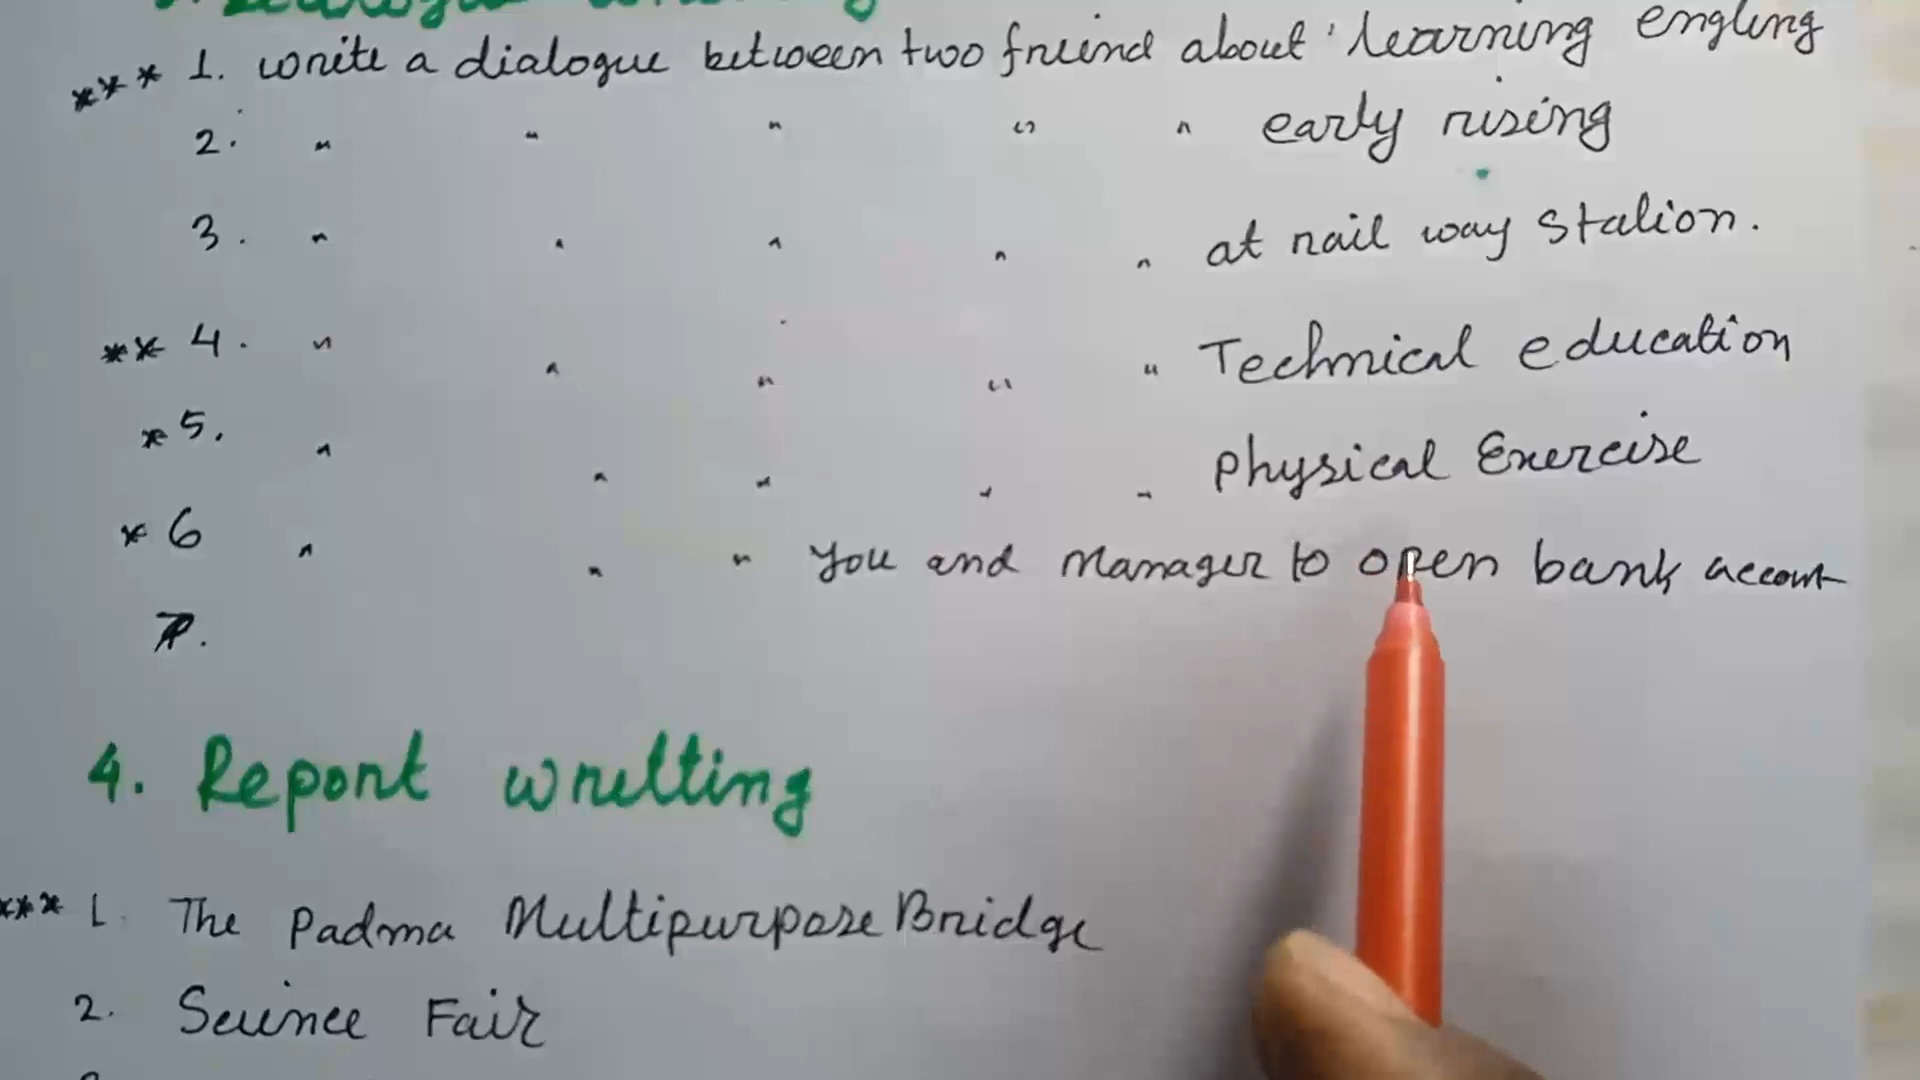 Dialogue writing
*** 1. write a dialogue between two friend about learning engling
2. " " " " " early rising
3. " " " " " at rail way station.
** 4. " " " " " Technical education
* 5. " " " " " physical Exercise
* 6 " " " you and manager to open bank account
7.
4. Report writting
*** 1. The Padma Multipurpose Bridge
2. Science Fair